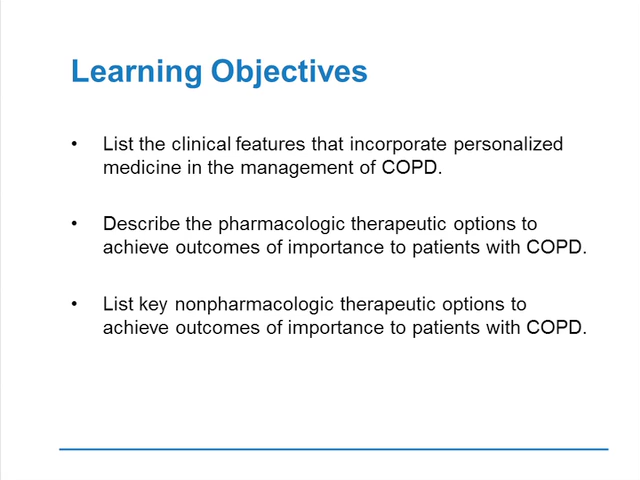 Learning Objectives
• List the clinical features that incorporate personalized
medicine in the management of COPD.
• Describe the pharmacologic therapeutic options to
achieve outcomes of importance to patients with COPD.
• List key nonpharmacologic therapeutic options to
achieve outcomes of importance to patients with COPD.